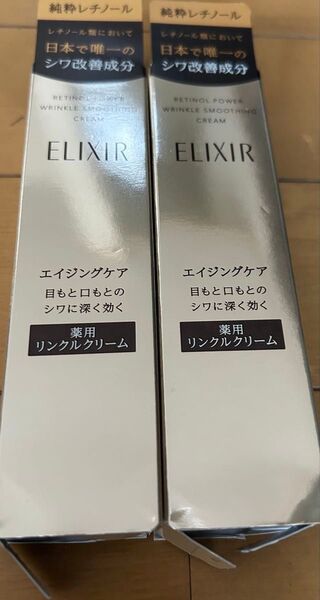 純粋レチノール
レチノール類において
日本で唯一の
シワ改善成分
RETINOL POWER
WRINKLE SMOOTHING
CREAM
ELIXIR
エイジングケア
目もと口もとの
シワに深く効く
薬用
リンクルクリーム
純粋レチノール
レチノール類において
日本で唯一の
シワ改善成分
RETINOL POWER
WRINKLE SMOOTHING
CREAM
ELIXIR
エイジングケア
目もと口もとの
シワに深く効く
薬用
リンクルクリーム